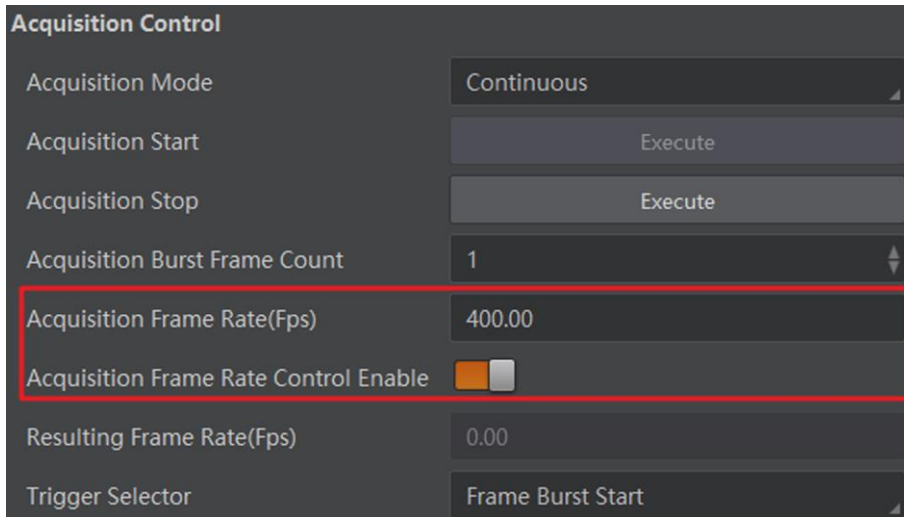 Acquisition Control
Acquisition Mode Continuous
Acquisition Start Execute
Acquisition Stop Execute
Acquisition Burst Frame Count 1
Acquisition Frame Rate(Fps) 400.00
Acquisition Frame Rate Control Enable
Resulting Frame Rate(Fps) 0.00
Trigger Selector Frame Burst Start